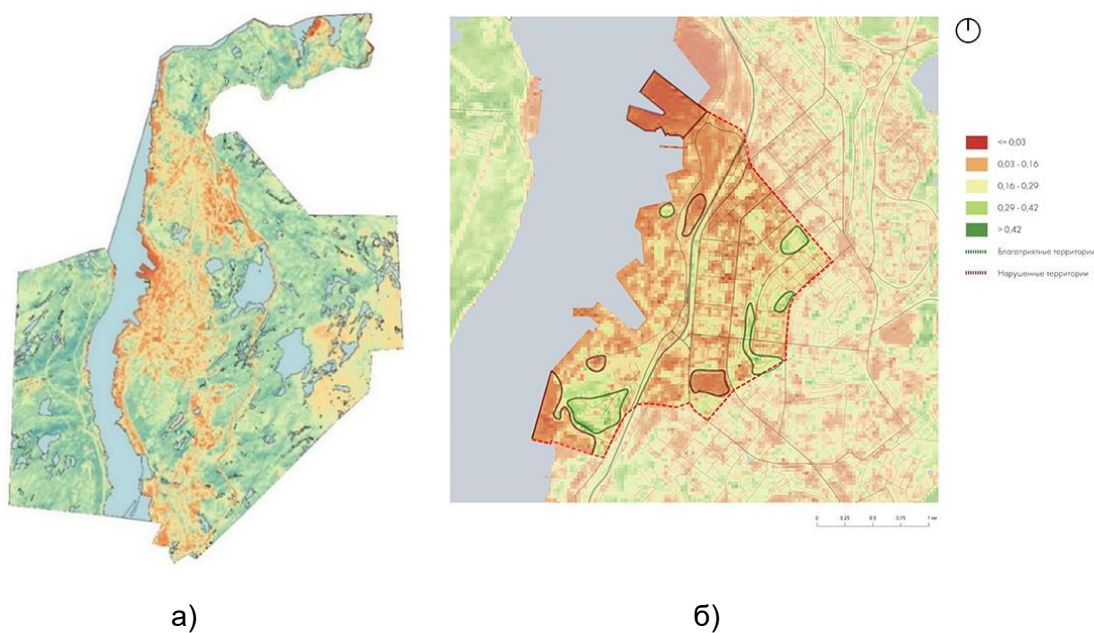 <= 0,03
0,03 - 0,16
0,16 - 0,29
0,29 - 0,42
> 0,42
Благоприятные территории
Нарушенные территории
0 0,25 0,5 0,75 1 км
а)
б)